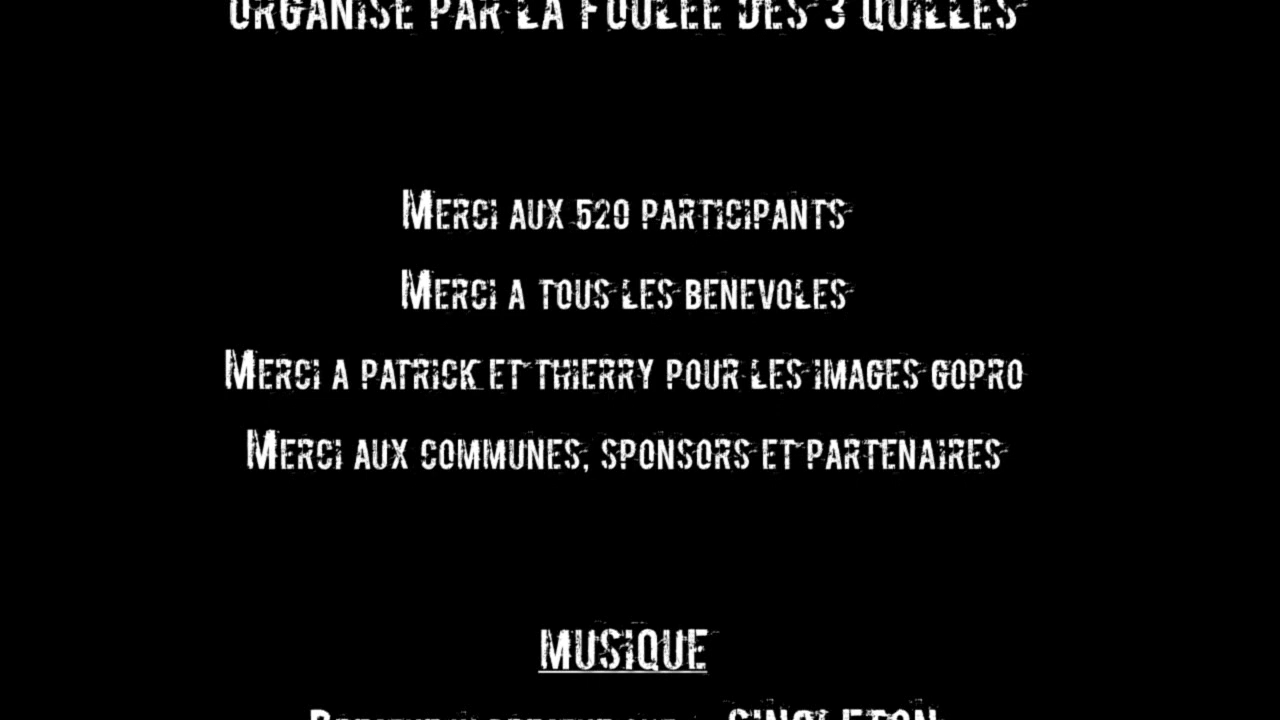 ORGANISE PAR LA FOULEE DES 3 QUILLES
MERCI AUX 520 PARTICIPANTS
MERCI A TOUS LES BENEVOLES
MERCI A PATRICK ET THIERRY POUR LES IMAGES GOPRO
MERCI AUX COMMUNES, SPONSORS ET PARTENAIRES
MUSIQUE
SINGLETON